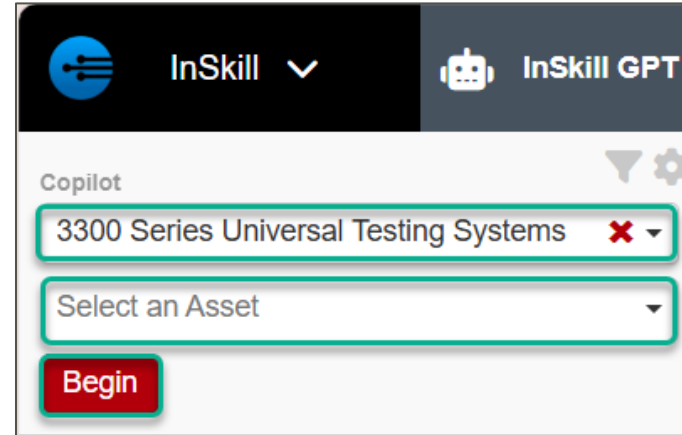 InSkill
InSkill GPT
Copilot
3300 Series Universal Testing Systems
Select an Asset
Begin